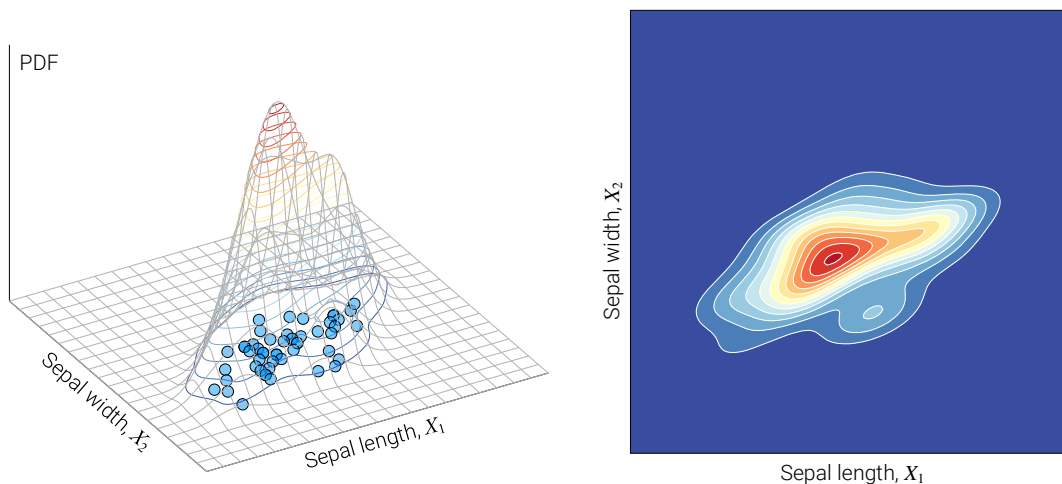 PDF
Sepal width, X₂
Sepal length, X₁
Sepal width, X₂
Sepal length, X₁